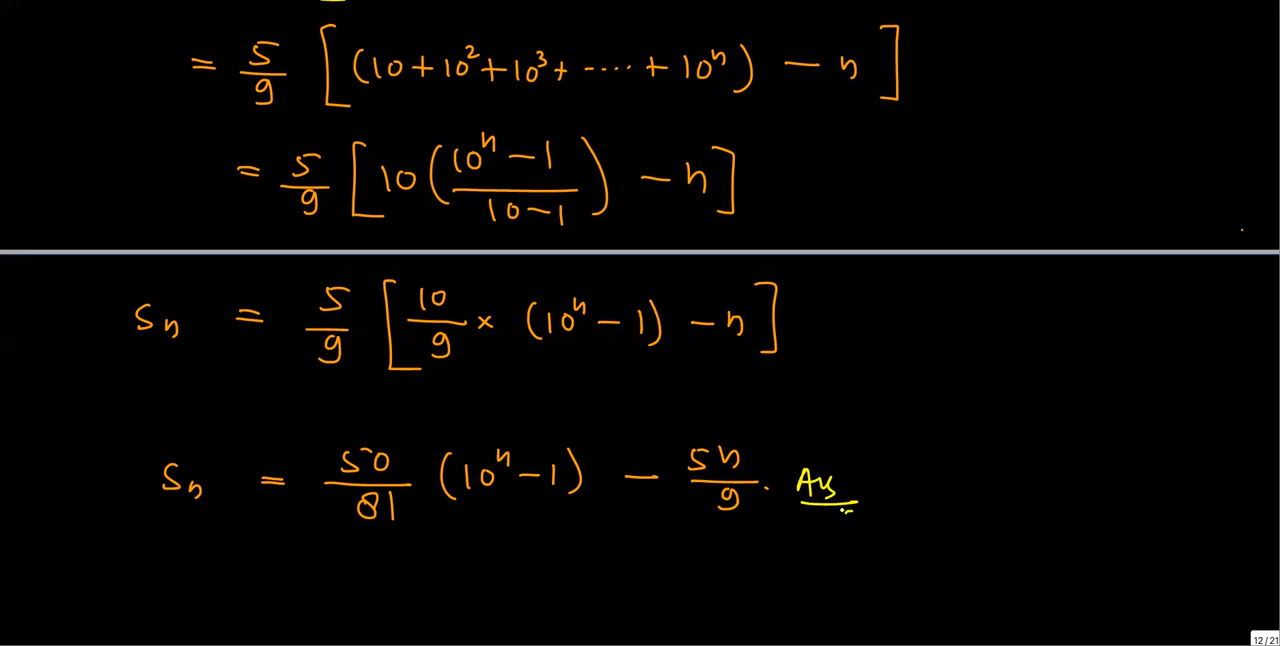 = 5/9 [(10 + 10² + 10³ + ..... + 10ⁿ) — n]
= 5/9 [10 ((10ⁿ — 1)/(10 — 1)) — n]
Sₙ = 5/9 [10/9 × (10ⁿ — 1) — n]
Sₙ = 50/81 (10ⁿ — 1) — 5n/9. Ans
12 / 21